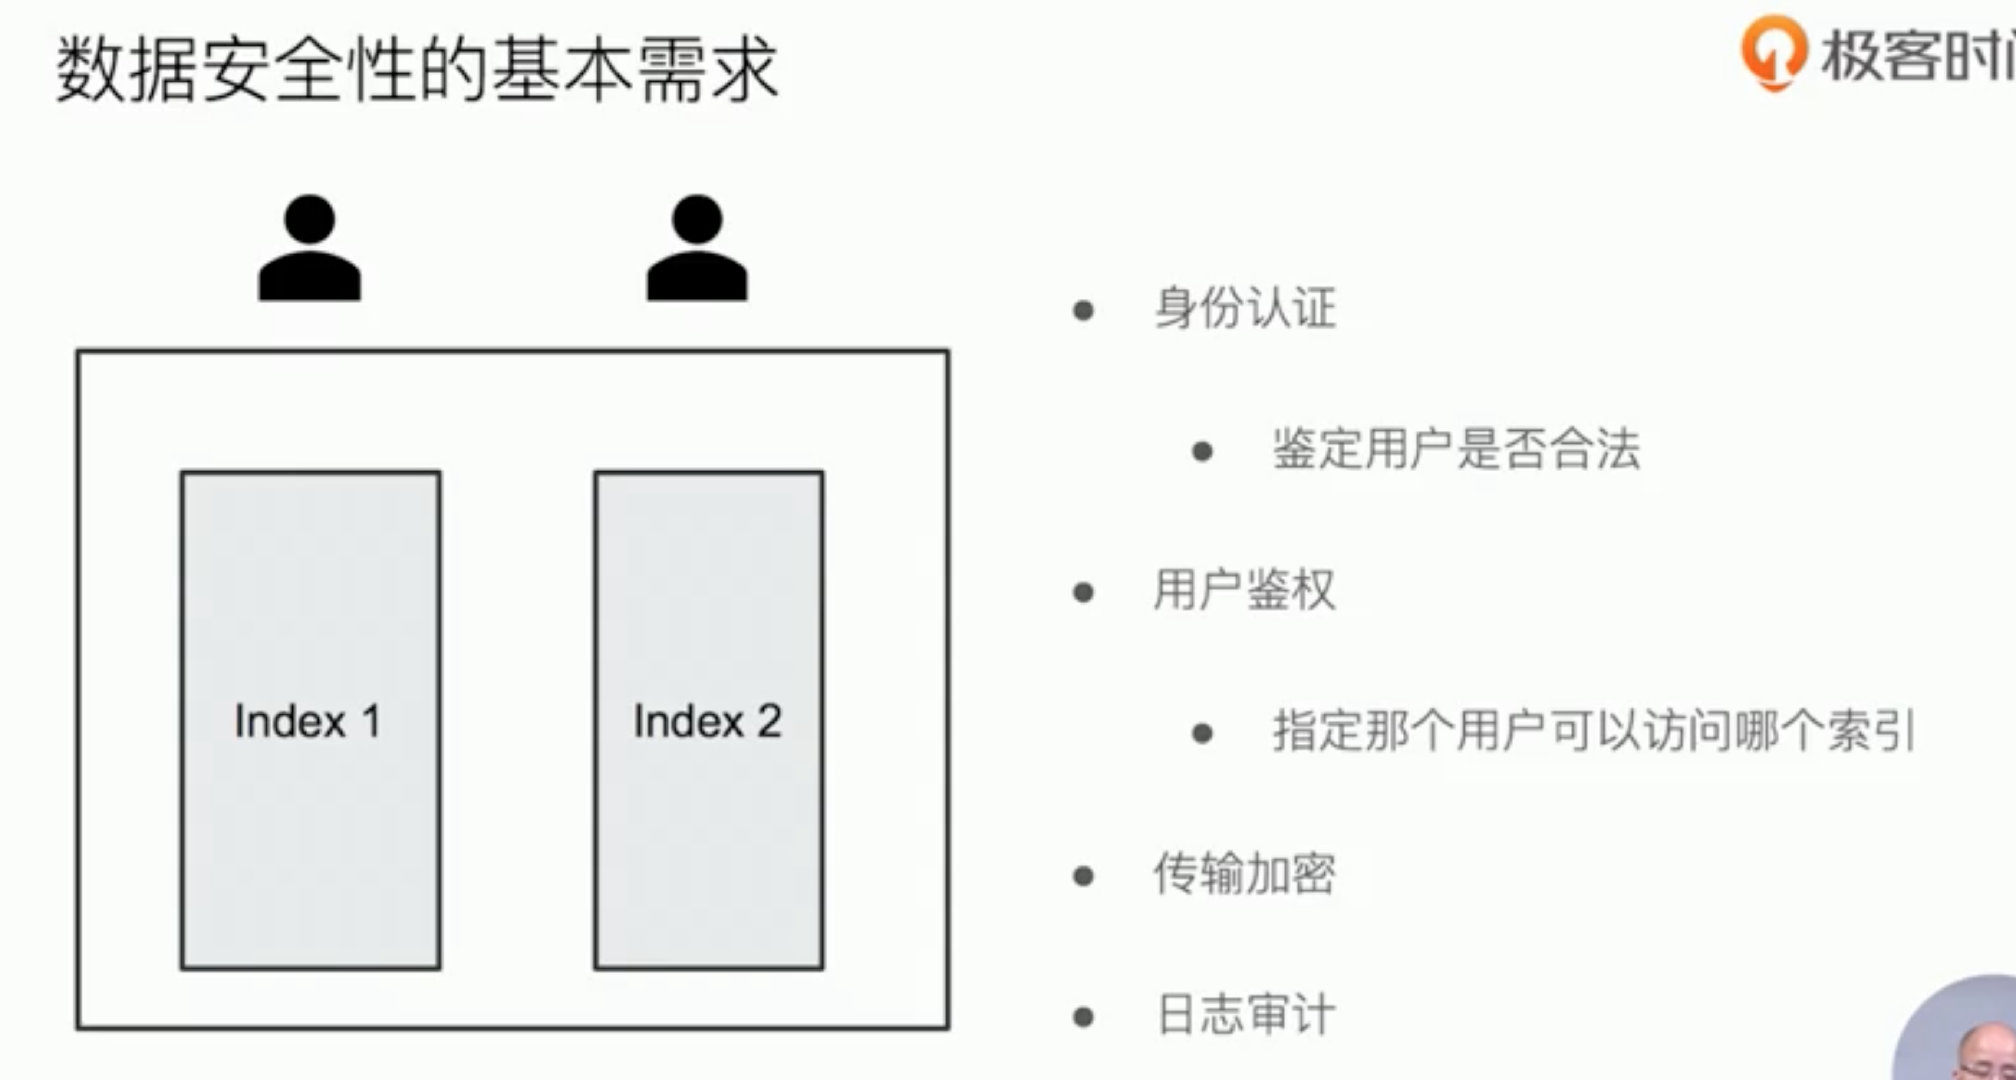 数据安全性的基本需求
极客时间
Index 1
Index 2
身份认证
鉴定用户是否合法
用户鉴权
指定那个用户可以访问哪个索引
传输加密
日志审计